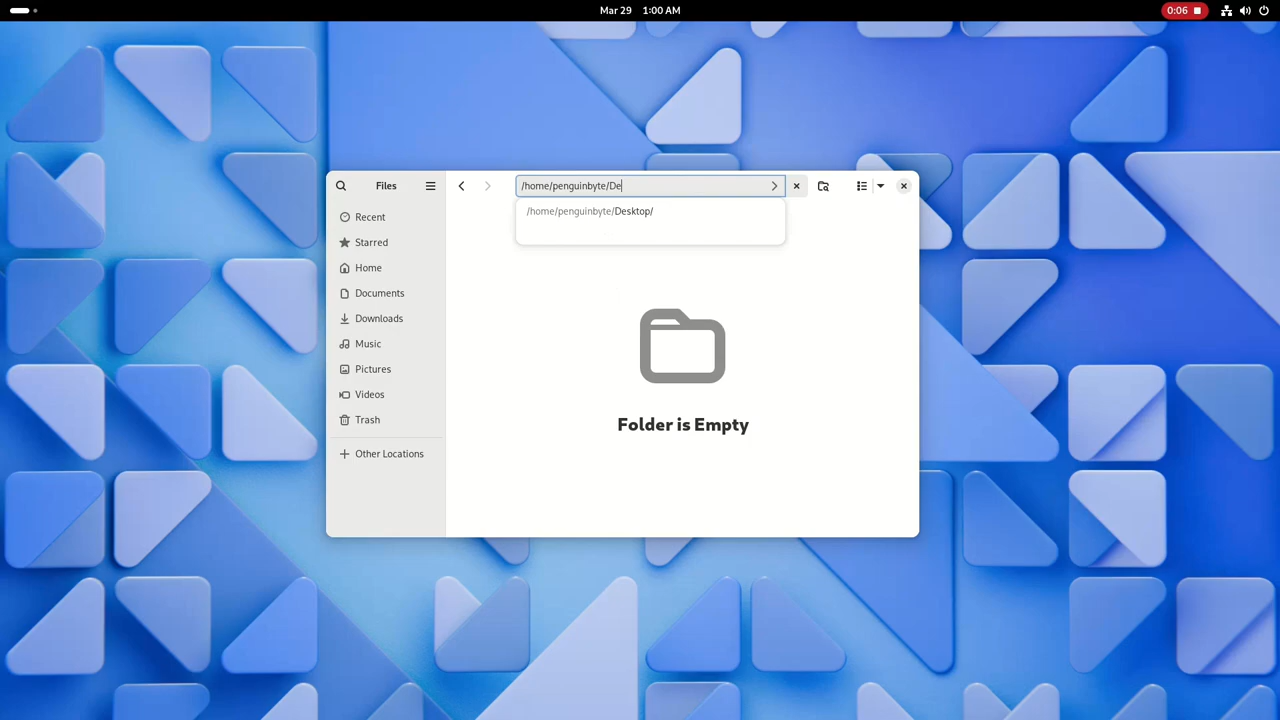 Mar 29 1:00 AM
0:06
Files
/home/penguinbyte/De
/home/penguinbyte/Desktop/
Recent
Starred
Home
Documents
Downloads
Music
Pictures
Videos
Trash
Other Locations
Folder is Empty